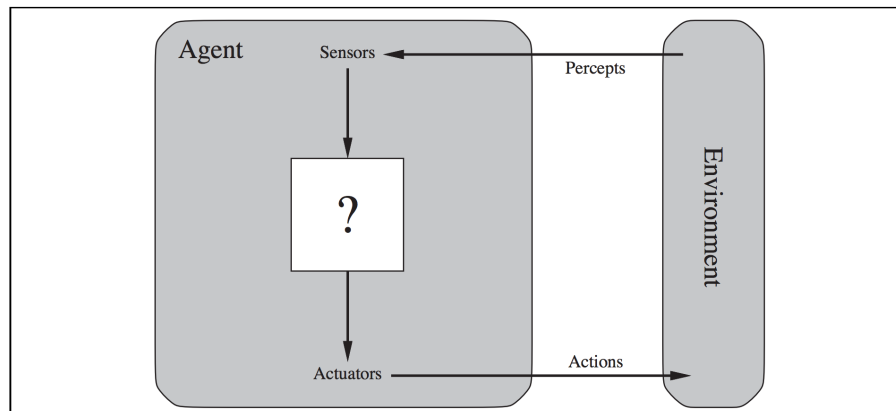 Agent
Sensors
Percepts
?
Environment
Actions
Actuators